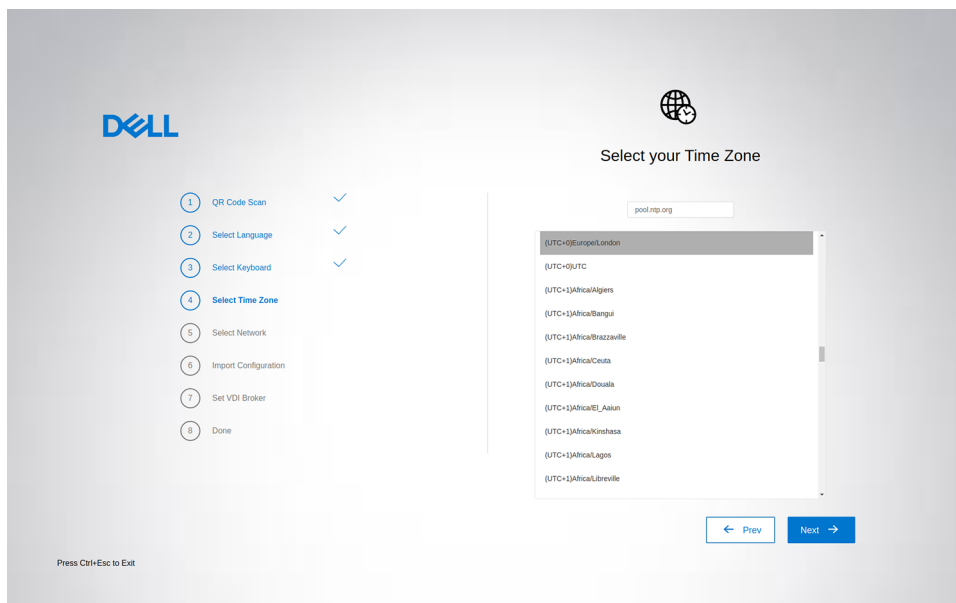 DELL
Select your Time Zone
1 QR Code Scan
2 Select Language
3 Select Keyboard
4 Select Time Zone
5 Select Network
6 Import Configuration
7 Set VDI Broker
8 Done
pool.ntp.org
(UTC+0)Europe/London
(UTC+0)UTC
(UTC+1)Africa/Algiers
(UTC+1)Africa/Bangui
(UTC+1)Africa/Brazzaville
(UTC+1)Africa/Ceuta
(UTC+1)Africa/Douala
(UTC+1)Africa/El_Aaiun
(UTC+1)Africa/Kinshasa
(UTC+1)Africa/Lagos
(UTC+1)Africa/Libreville
Prev
Next
Press Ctrl+Esc to Exit